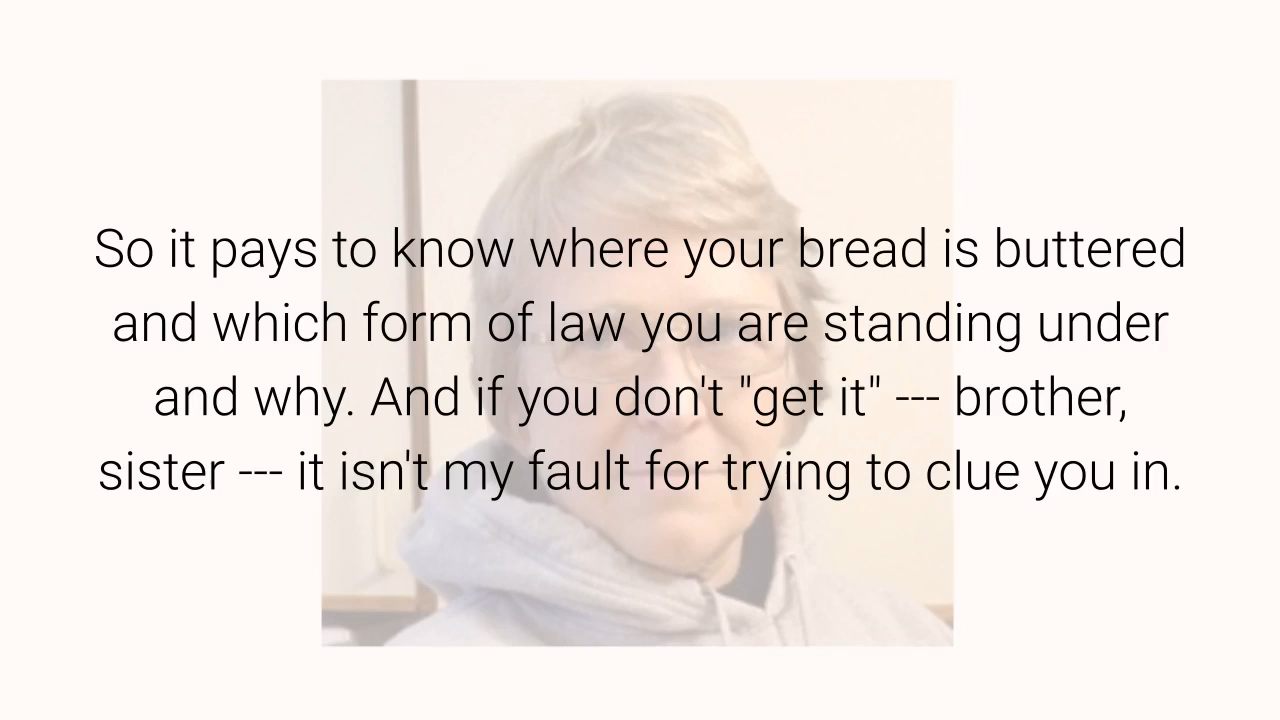 So it pays to know where your bread is buttered
and which form of law you are standing under
and why. And if you don't "get it" --- brother,
sister --- it isn't my fault for trying to clue you in.